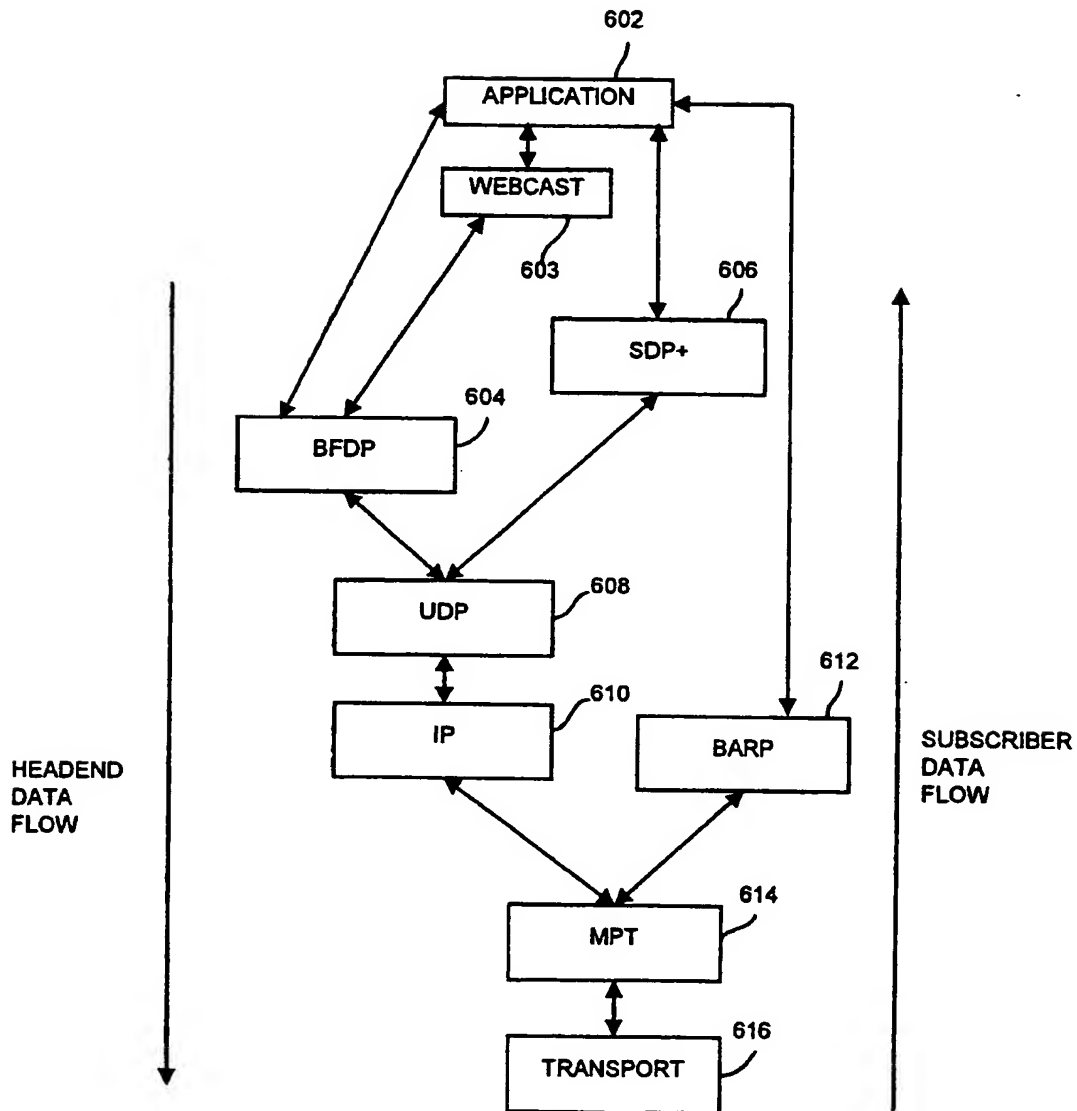 602
APPLICATION
WEBCAST
603
606
SDP+
604
BFDP
UDP
608
610
IP
612
BARP
HEADEND
DATA
FLOW
SUBSCRIBER
DATA
FLOW
614
MPT
616
TRANSPORT